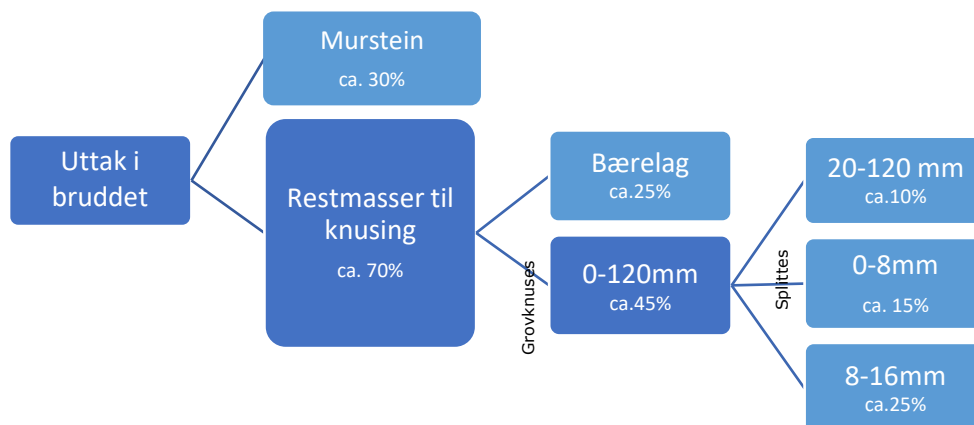 Uttak i
bruddet
Murstein
ca. 30%
Restmasser til
knusing
ca. 70%
Grovknuses
Bærelag
ca.25%
0-120mm
ca.45%
Splittes
20-120 mm
ca.10%
0-8mm
ca. 15%
8-16mm
ca.25%